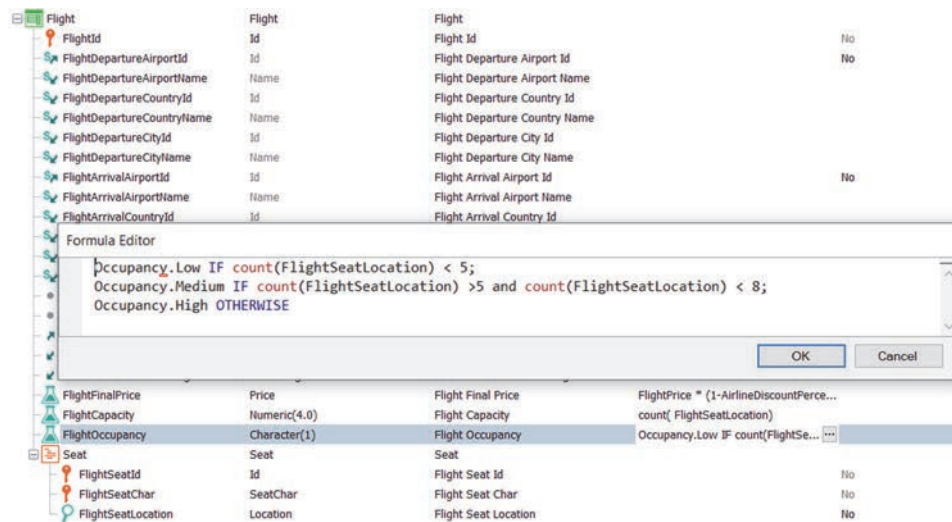 Flight Flight Flight
FlightId Id Flight Id No
FlightDepartureAirportId Id Flight Departure Airport Id No
FlightDepartureAirportName Name Flight Departure Airport Name
FlightDepartureCountryId Id Flight Departure Country Id
FlightDepartureCountryName Name Flight Departure Country Name
FlightDepartureCityId Id Flight Departure City Id
FlightDepartureCityName Name Flight Departure City Name
FlightArrivalAirportId Id Flight Arrival Airport Id No
FlightArrivalAirportName Name Flight Arrival Airport Name
FlightArrivalCountryId Id Flight Arrival Country Id
Formula Editor
Occupancy.Low IF count(FlightSeatLocation) < 5;
Occupancy.Medium IF count(FlightSeatLocation) >5 and count(FlightSeatLocation) < 8;
Occupancy.High OTHERWISE
OK Cancel
FlightFinalPrice Price Flight Final Price FlightPrice * (1-AirlineDiscountPerce...
FlightCapacity Numeric(4.0) Flight Capacity count( FlightSeatLocation)
FlightOccupancy Character(1) Flight Occupancy Occupancy.Low IF count(FlightSe... ...
Seat Seat Seat
FlightSeatId Id Flight Seat Id No
FlightSeatChar SeatChar Flight Seat Char No
FlightSeatLocation Location Flight Seat Location No